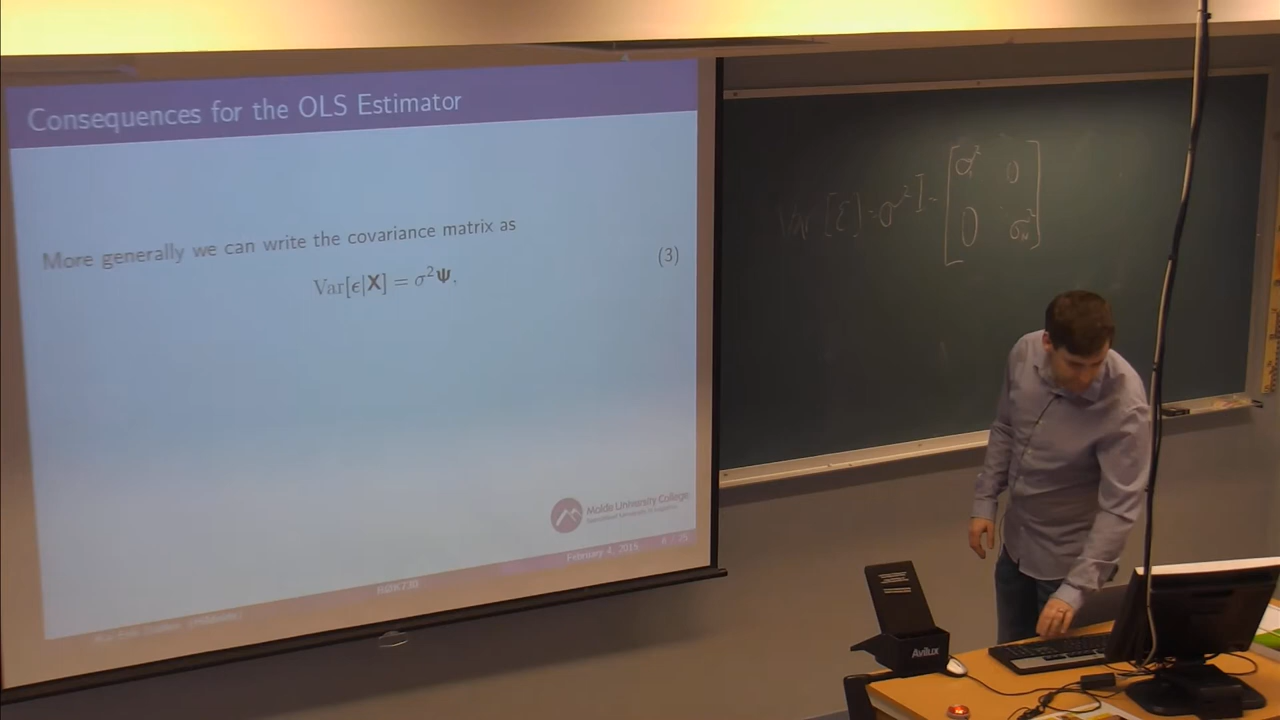 Consequences for the OLS Estimator
More generally we can write the covariance matrix as
Var[ϵ|X] = σ²Ψ,
(3)
Molde University College
February 4, 2015
Var[ε]=σ²I=
σ² 0
0 σ²
Avilux